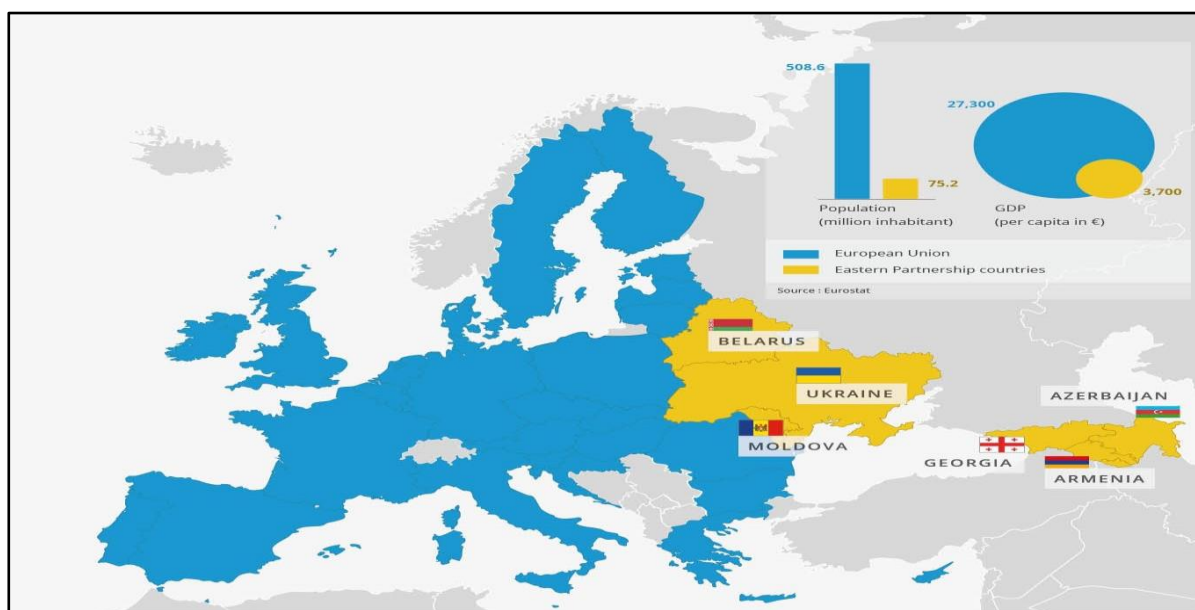 508.6
75.2
Population
(million inhabitant)
27,300
3,700
GDP
(per capita in €)
European Union
Eastern Partnership countries
Source : Eurostat
BELARUS
UKRAINE
MOLDOVA
AZERBAIJAN
GEORGIA
ARMENIA